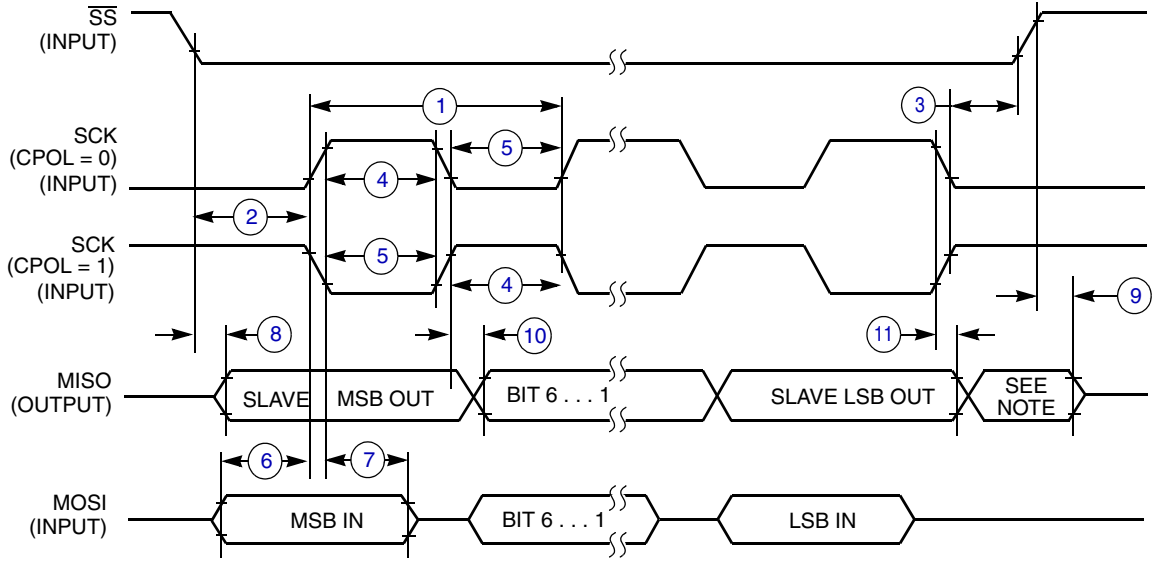 SS
(INPUT)
1
3
SCK
(CPOL = 0)
(INPUT)
5
4
2
SCK
(CPOL = 1)
(INPUT)
5
4
9
8
10
11
MISO
(OUTPUT)
SLAVE MSB OUT
BIT 6 . . . 1
SLAVE LSB OUT
SEE
NOTE
6
7
MOSI
(INPUT)
MSB IN
BIT 6 . . . 1
LSB IN